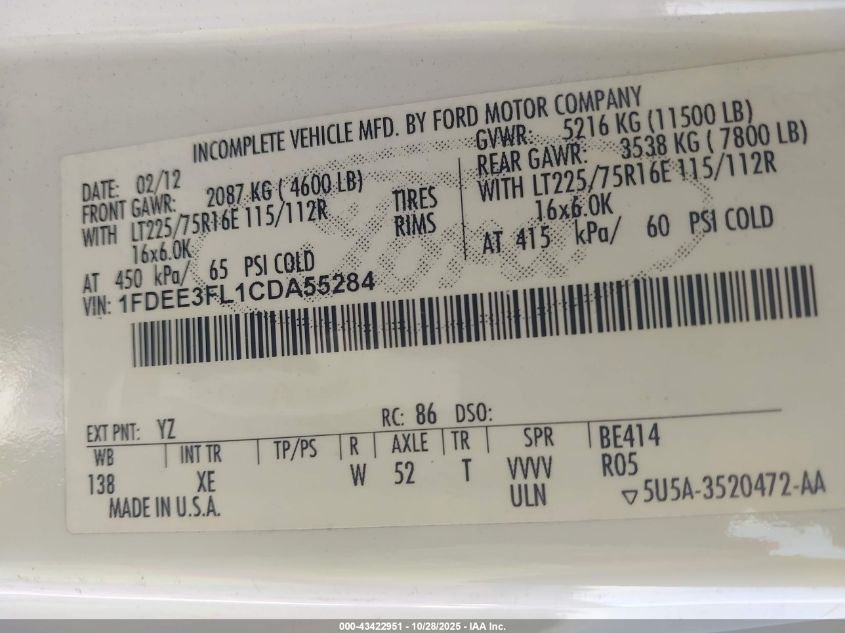 INCOMPLETE VEHICLE MFD. BY FORD MOTOR COMPANY
DATE: 02/12
GVWR: 5216 KG (11500 LB)
FRONT GAWR: 2087 KG ( 4600 LB)
REAR GAWR: 3538 KG ( 7800 LB)
WITH LT225/75R16E 115/112R
TIRES
WITH LT225/75R16E 115/112R
16x6.0K
RIMS
16x6.0K
AT 450 kPa/ 65 PSI COLD
AT 415 kPa/ 60 PSI COLD
VIN: 1FDEE3FL1CDA55284
Ford
EXT PNT: YZ
RC: 86 DSO:
WB | INT TR | TP/PS | R | AXLE | TR | SPR | BE414
138 XE W 52 T VVVV R05
MADE IN U.S.A. ULN ▽5U5A-3520472-AA
000-43422951 - 10/28/2025 - IAA Inc.